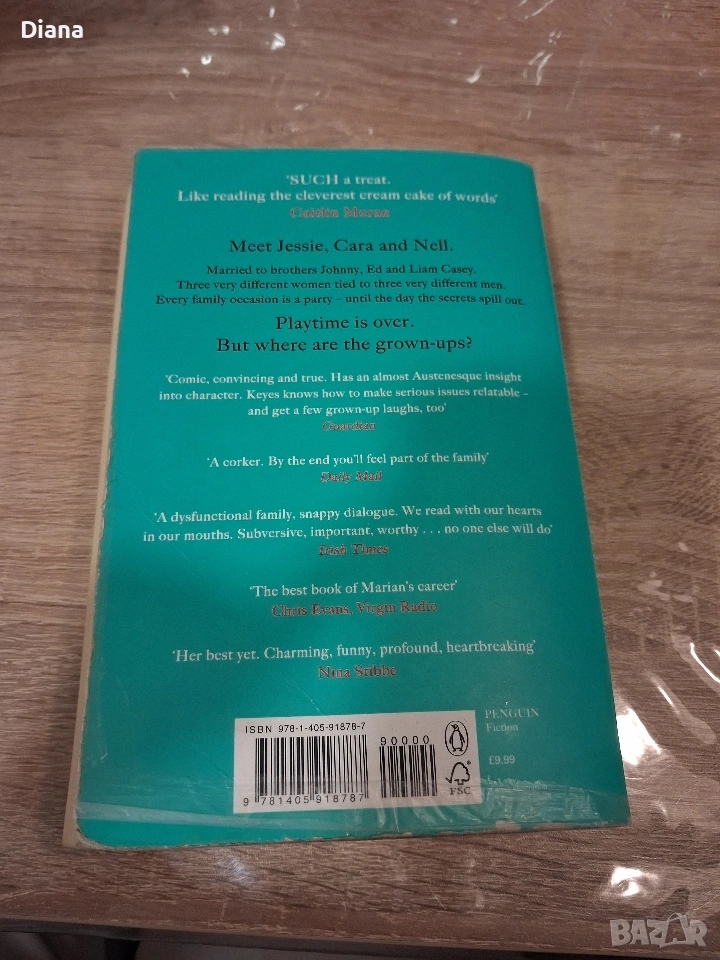 Diana
'SUCH a treat.
Like reading the cleverest cream cake of words'
Caitlin Moran
Meet Jessie, Cara and Nell.
Married to brothers Johnny, Ed and Liam Casey.
Three very different women tied to three very different men.
Every family occasion is a party – until the day the secrets spill out.
Playtime is over.
But where are the grown-ups?
'Comic, convincing and true. Has an almost Austenesque insight
into character. Keyes knows how to make serious issues relatable –
and get a few grown-up laughs, too'
Guardian
'A corker. By the end you'll feel part of the family'
Daily Mail
'A dysfunctional family, snappy dialogue. We read with our hearts
in our mouths. Subversive, important, worthy . . . no one else will do'
Irish Times
'The best book of Marian's career'
Chris Evans, Virgin Radio
'Her best yet. Charming, funny, profound, heartbreaking'
Nina Stibbe
ISBN 978-1-405-91878-7
90000
9 781405 918787
FSC
PENGUIN
Fiction
£9.99
BAZAR